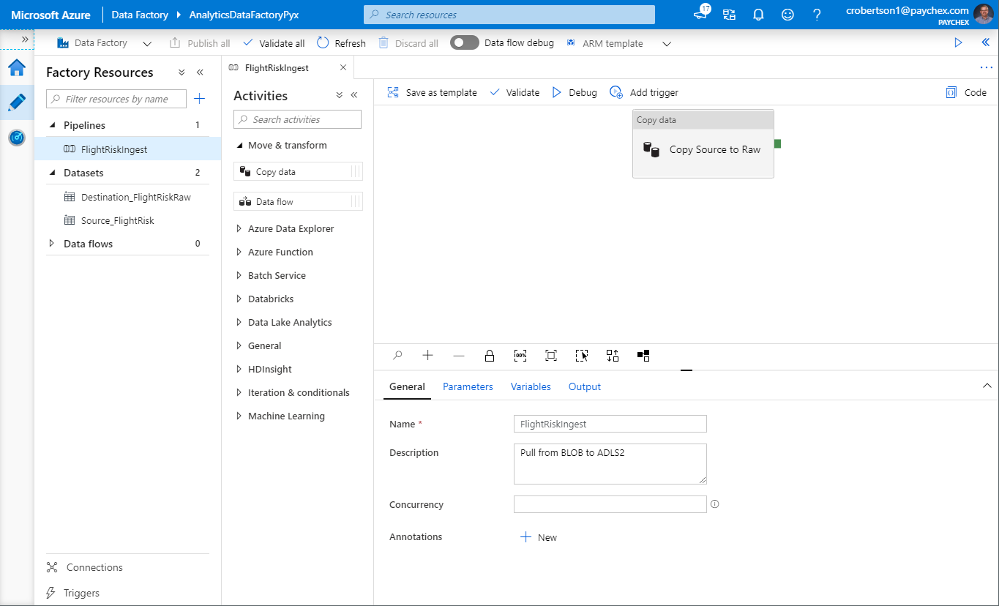 Microsoft Azure
Data Factory
AnalyticsDataFactoryPyx
Search resources
17
crobertson1@paychex.com
PAYCHEX
Data Factory
Publish all
Validate all
Refresh
Discard all
Data flow debug
ARM template
Factory Resources
Filter resources by name
Pipelines 1
FlightRiskIngest
Datasets 2
Destination_FlightRiskRaw
Source_FlightRisk
Data flows 0
Connections
Triggers
FlightRiskIngest
Activities
Search activities
Move & transform
Copy data
Data flow
Azure Data Explorer
Azure Function
Batch Service
Databricks
Data Lake Analytics
General
HDInsight
Iteration & conditionals
Machine Learning
Save as template
Validate
Debug
Add trigger
Code
Copy data
Copy Source to Raw
100%
General
Parameters
Variables
Output
Name * FlightRiskIngest
Description Pull from BLOB to ADLS2
Concurrency
Annotations New